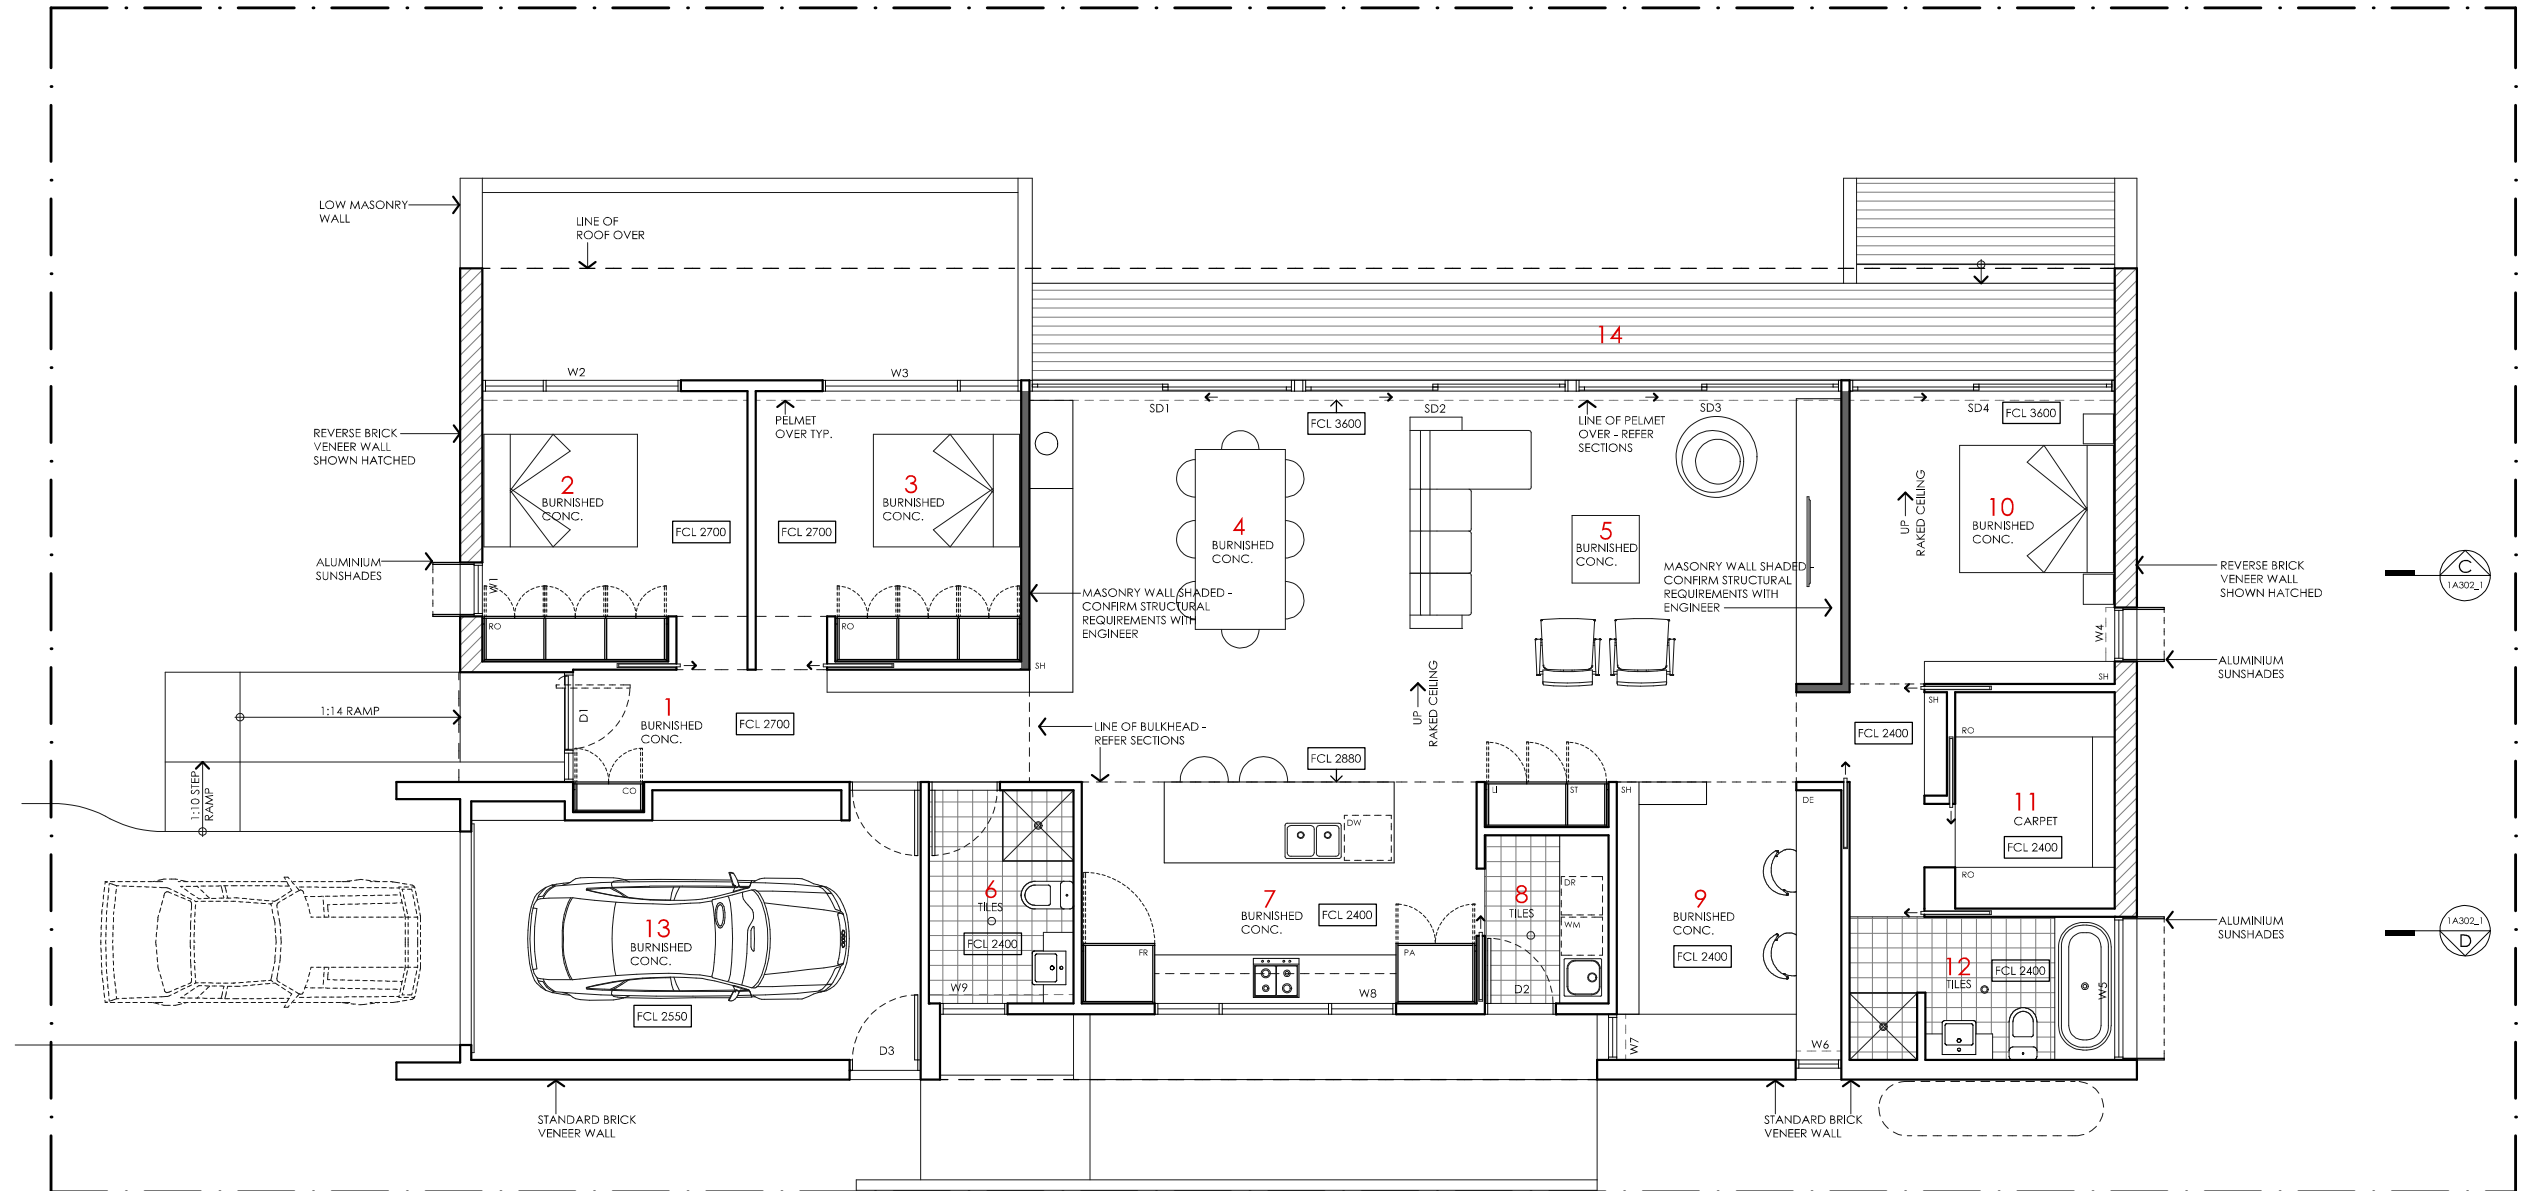 LOW MASONRY
WALL
LINE OF
ROOF OVER
14
W2
W3
PELMET
OVER TYP.
SD1
SD2
SD3
SD4
FCL 3600
FCL 3600
LINE OF PELMET
OVER - REFER
SECTIONS
REVERSE BRICK
VENEER WALL
SHOWN HATCHED
2
BURNISHED
CONC.
FCL 2700
3
BURNISHED
CONC.
FCL 2700
4
BURNISHED
CONC.
5
BURNISHED
CONC.
10
BURNISHED
CONC.
UP
RAKED CEILING
ALUMINIUM
SUNSHADES
W1
RO
RO
MASONRY WALL SHADED -
CONFIRM STRUCTURAL
REQUIREMENTS WITH
ENGINEER
MASONRY WALL SHADED -
CONFIRM STRUCTURAL
REQUIREMENTS WITH
ENGINEER
REVERSE BRICK
VENEER WALL
SHOWN HATCHED
C
1A302_1
W4
SH
SH
ALUMINIUM
SUNSHADES
1:14 RAMP
D1
1
BURNISHED
CONC.
FCL 2700
LINE OF BULKHEAD -
REFER SECTIONS
UP
RAKED CEILING
FCL 2880
SH
FCL 2400
RO
1:10 STEP
RAMP
CO
DW
LI
ST
SH
DE
11
CARPET
FCL 2400
RO
13
BURNISHED
CONC.
FCL 2550
6
TILES
FCL 2400
W9
7
BURNISHED
CONC.
FCL 2400
FR
PA
W8
8
TILES
DR
WM
D2
9
BURNISHED
CONC.
FCL 2400
12
TILES
FCL 2400
W5
ALUMINIUM
SUNSHADES
1A302_1
D
D3
W7
W6
STANDARD BRICK
VENEER WALL
STANDARD BRICK
VENEER WALL